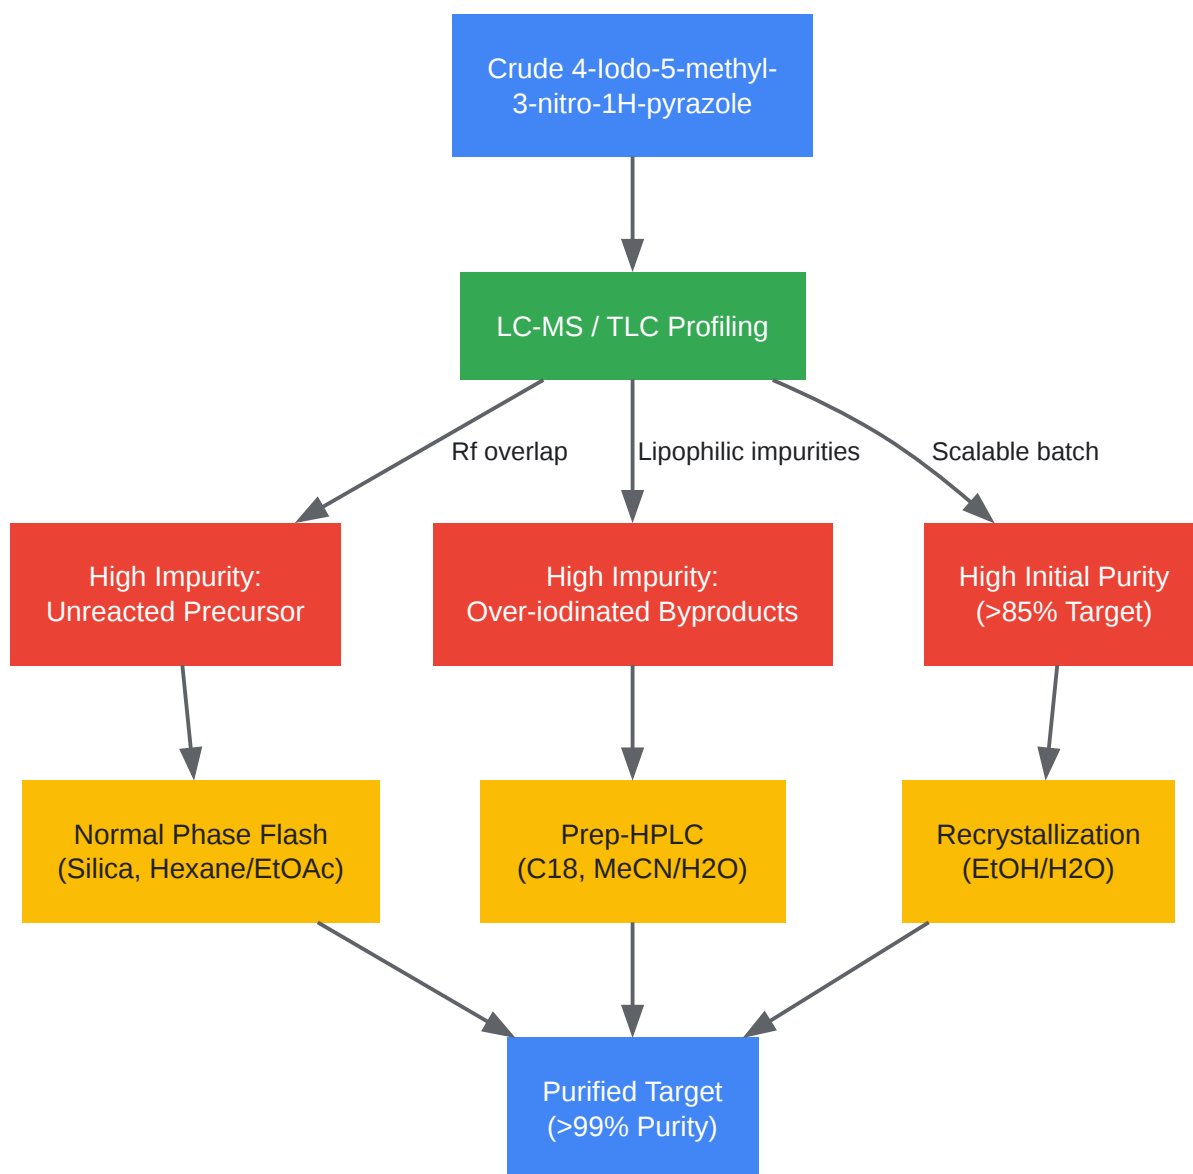 Crude 4-Iodo-5-methyl-
3-nitro-1H-pyrazole
LC-MS / TLC Profiling
Rf overlap
Lipophilic impurities
Scalable batch
High Impurity:
Unreacted Precursor
High Impurity:
Over-iodinated Byproducts
High Initial Purity
(>85% Target)
Normal Phase Flash
(Silica, Hexane/EtOAc)
Prep-HPLC
(C18, MeCN/H2O)
Recrystallization
(EtOH/H2O)
Purified Target
(>99% Purity)